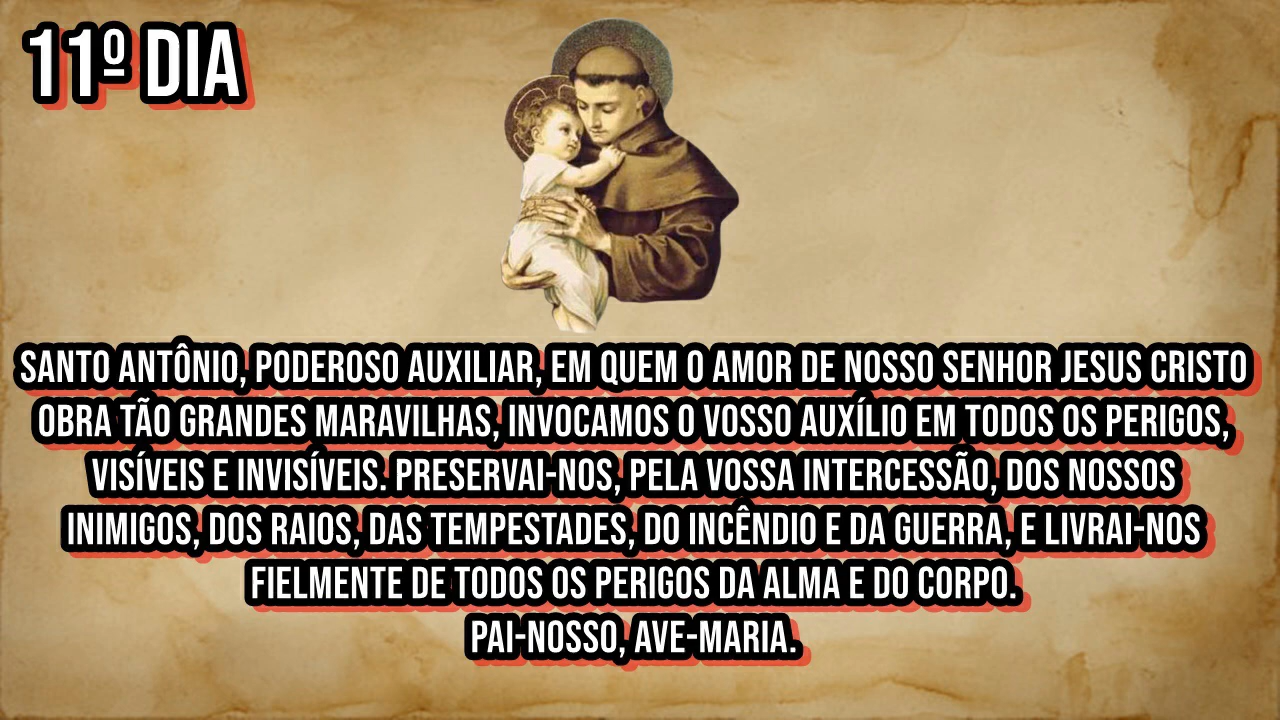 11º DIA
SANTO ANTÔNIO, PODEROSO AUXILIAR, EM QUEM O AMOR DE NOSSO SENHOR JESUS CRISTO
OBRA TÃO GRANDES MARAVILHAS, INVOCAMOS O VOSSO AUXÍLIO EM TODOS OS PERIGOS,
VISÍVEIS E INVISÍVEIS. PRESERVAI-NOS, PELA VOSSA INTERCESSÃO, DOS NOSSOS
INIMIGOS, DOS RAIOS, DAS TEMPESTADES, DO INCÊNDIO E DA GUERRA, E LIVRAI-NOS
FIELMENTE DE TODOS OS PERIGOS DA ALMA E DO CORPO.
PAI-NOSSO, AVE-MARIA.